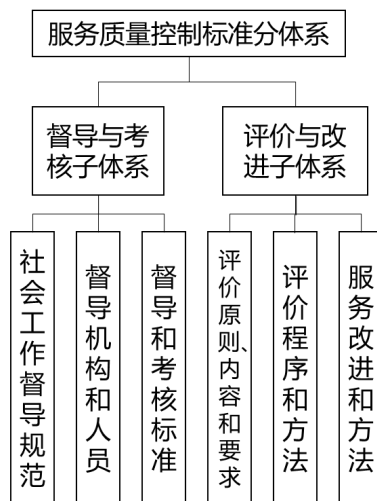 服务质量控制标准分体系
督导与考
核子体系
评价与改
进子体系
社会工作督导规范
督导机构和人员
督导和考核标准
评价原则、内容和要求
评价程序和方法
服务改进和方法